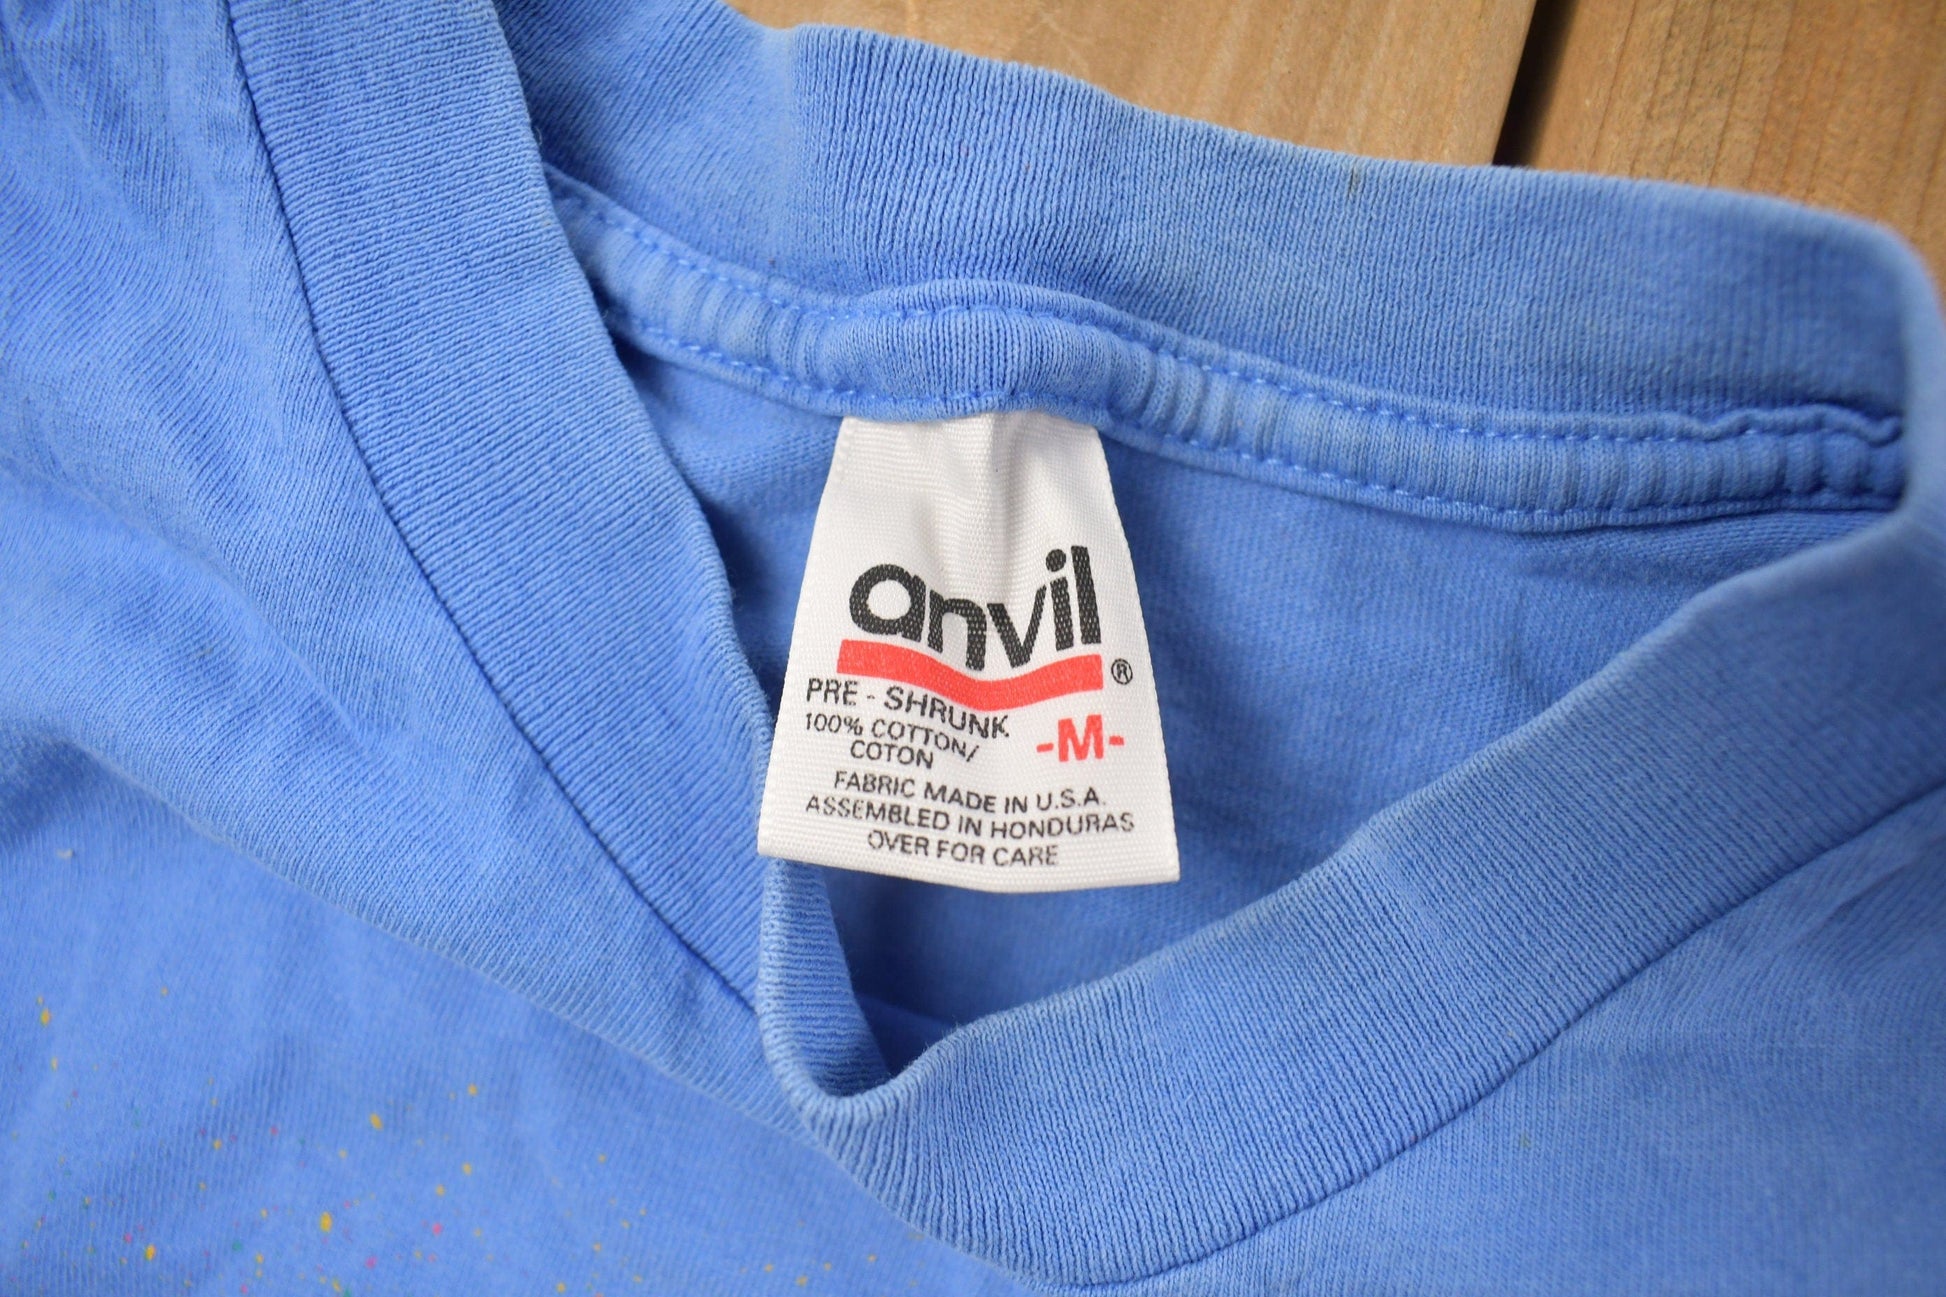 anvil®
PRE - SHRUNK
100% COTTON/
COTON
-M-
FABRIC MADE IN U.S.A.
ASSEMBLED IN HONDURAS
OVER FOR CARE